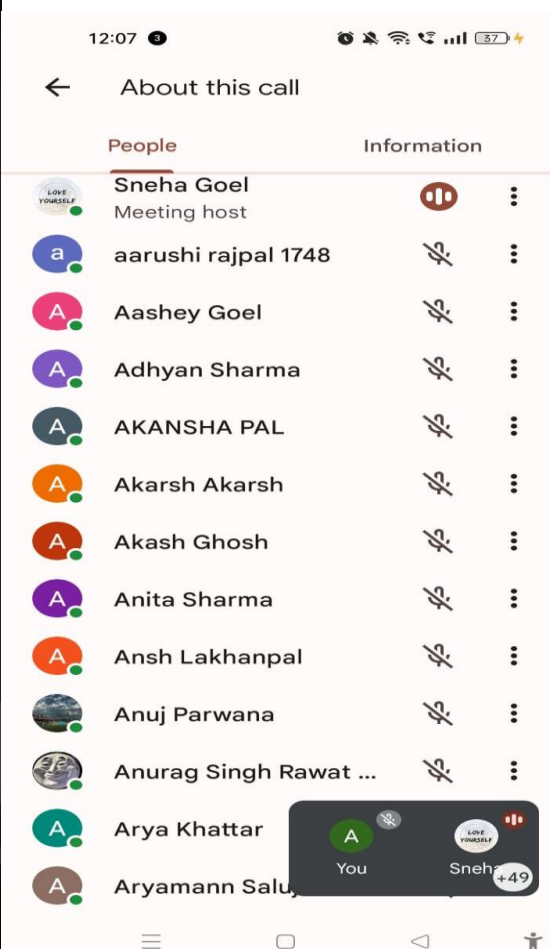 12:07 3 37
About this call
People Information
LOVE
YOURSELF
Sneha Goel
Meeting host
a aarushi rajpal 1748
A Aashey Goel
A Adhyan Sharma
A AKANSHA PAL
A Akarsh Akarsh
A Akash Ghosh
A Anita Sharma
A Ansh Lakhanpal
Anuj Parwana
Anurag Singh Rawat ...
A Arya Khattar
A Aryamann
A
LOVE
YOURSELF
You
+49